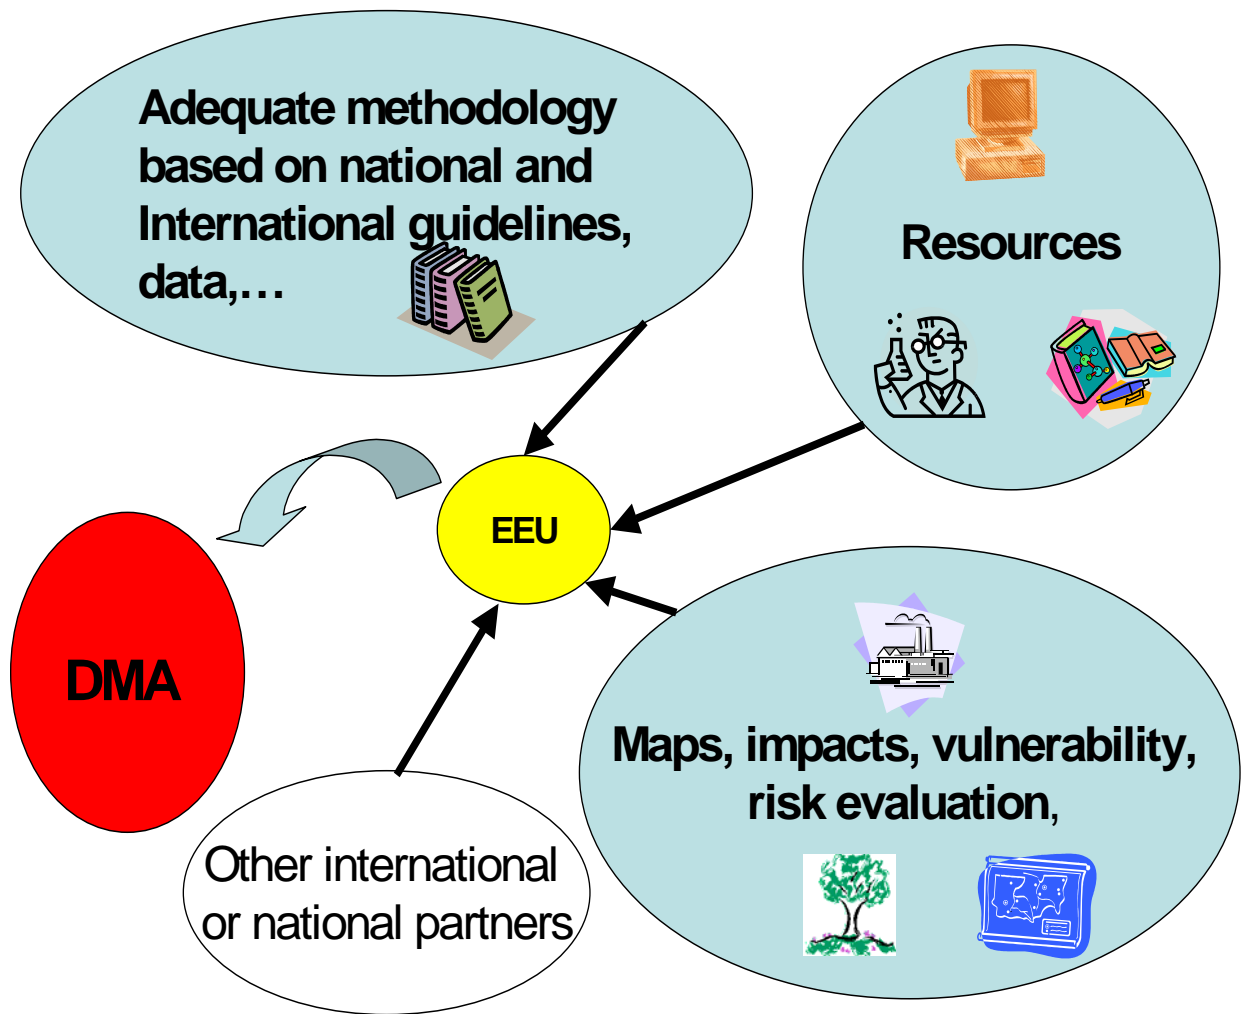 Adequate methodology
based on national and
International guidelines,
data,...
Resources
EEU
DMA
Maps, impacts, vulnerability,
risk evaluation,
Other international
or national partners